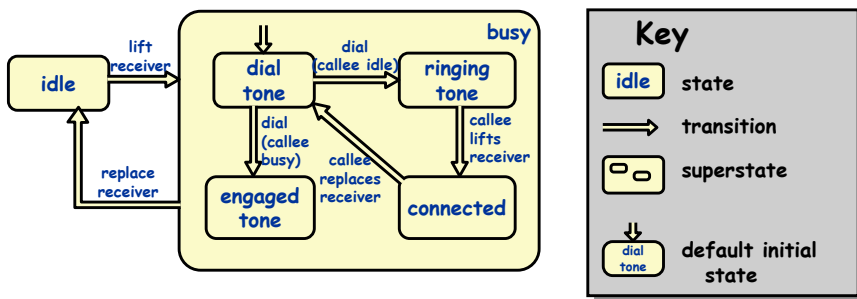 busy
lift
receiver
idle
dial
tone
dial
(callee idle)
ringing
tone
dial
(callee
busy)
callee
lifts
receiver
callee
replaces
receiver
replace
receiver
engaged
tone
connected
Key
idle
state
transition
superstate
dial
tone
default initial
state